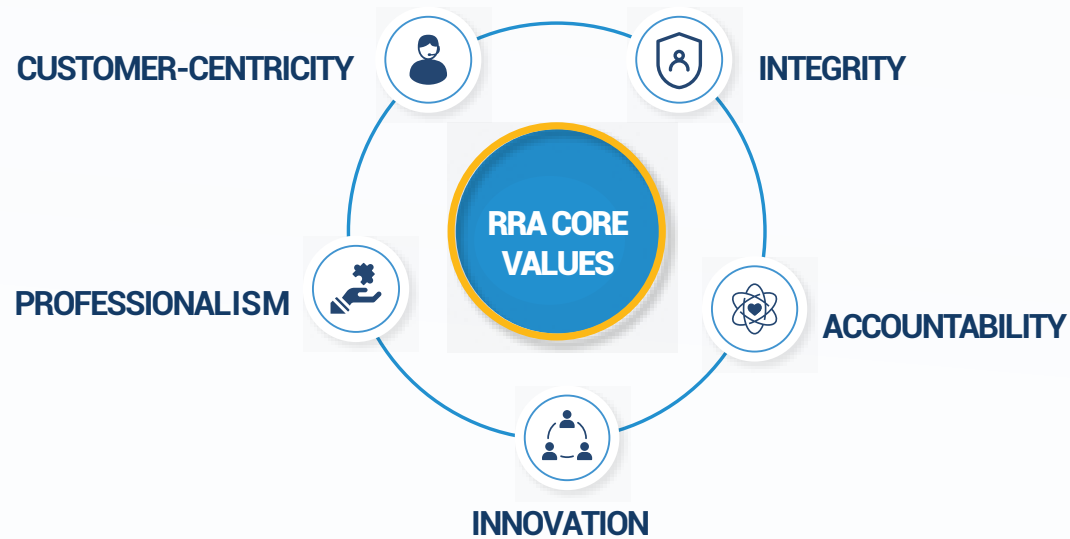 CUSTOMER-CENTRICITY
INTEGRITY
RRA CORE
VALUES
PROFESSIONALISM
ACCOUNTABILITY
INNOVATION